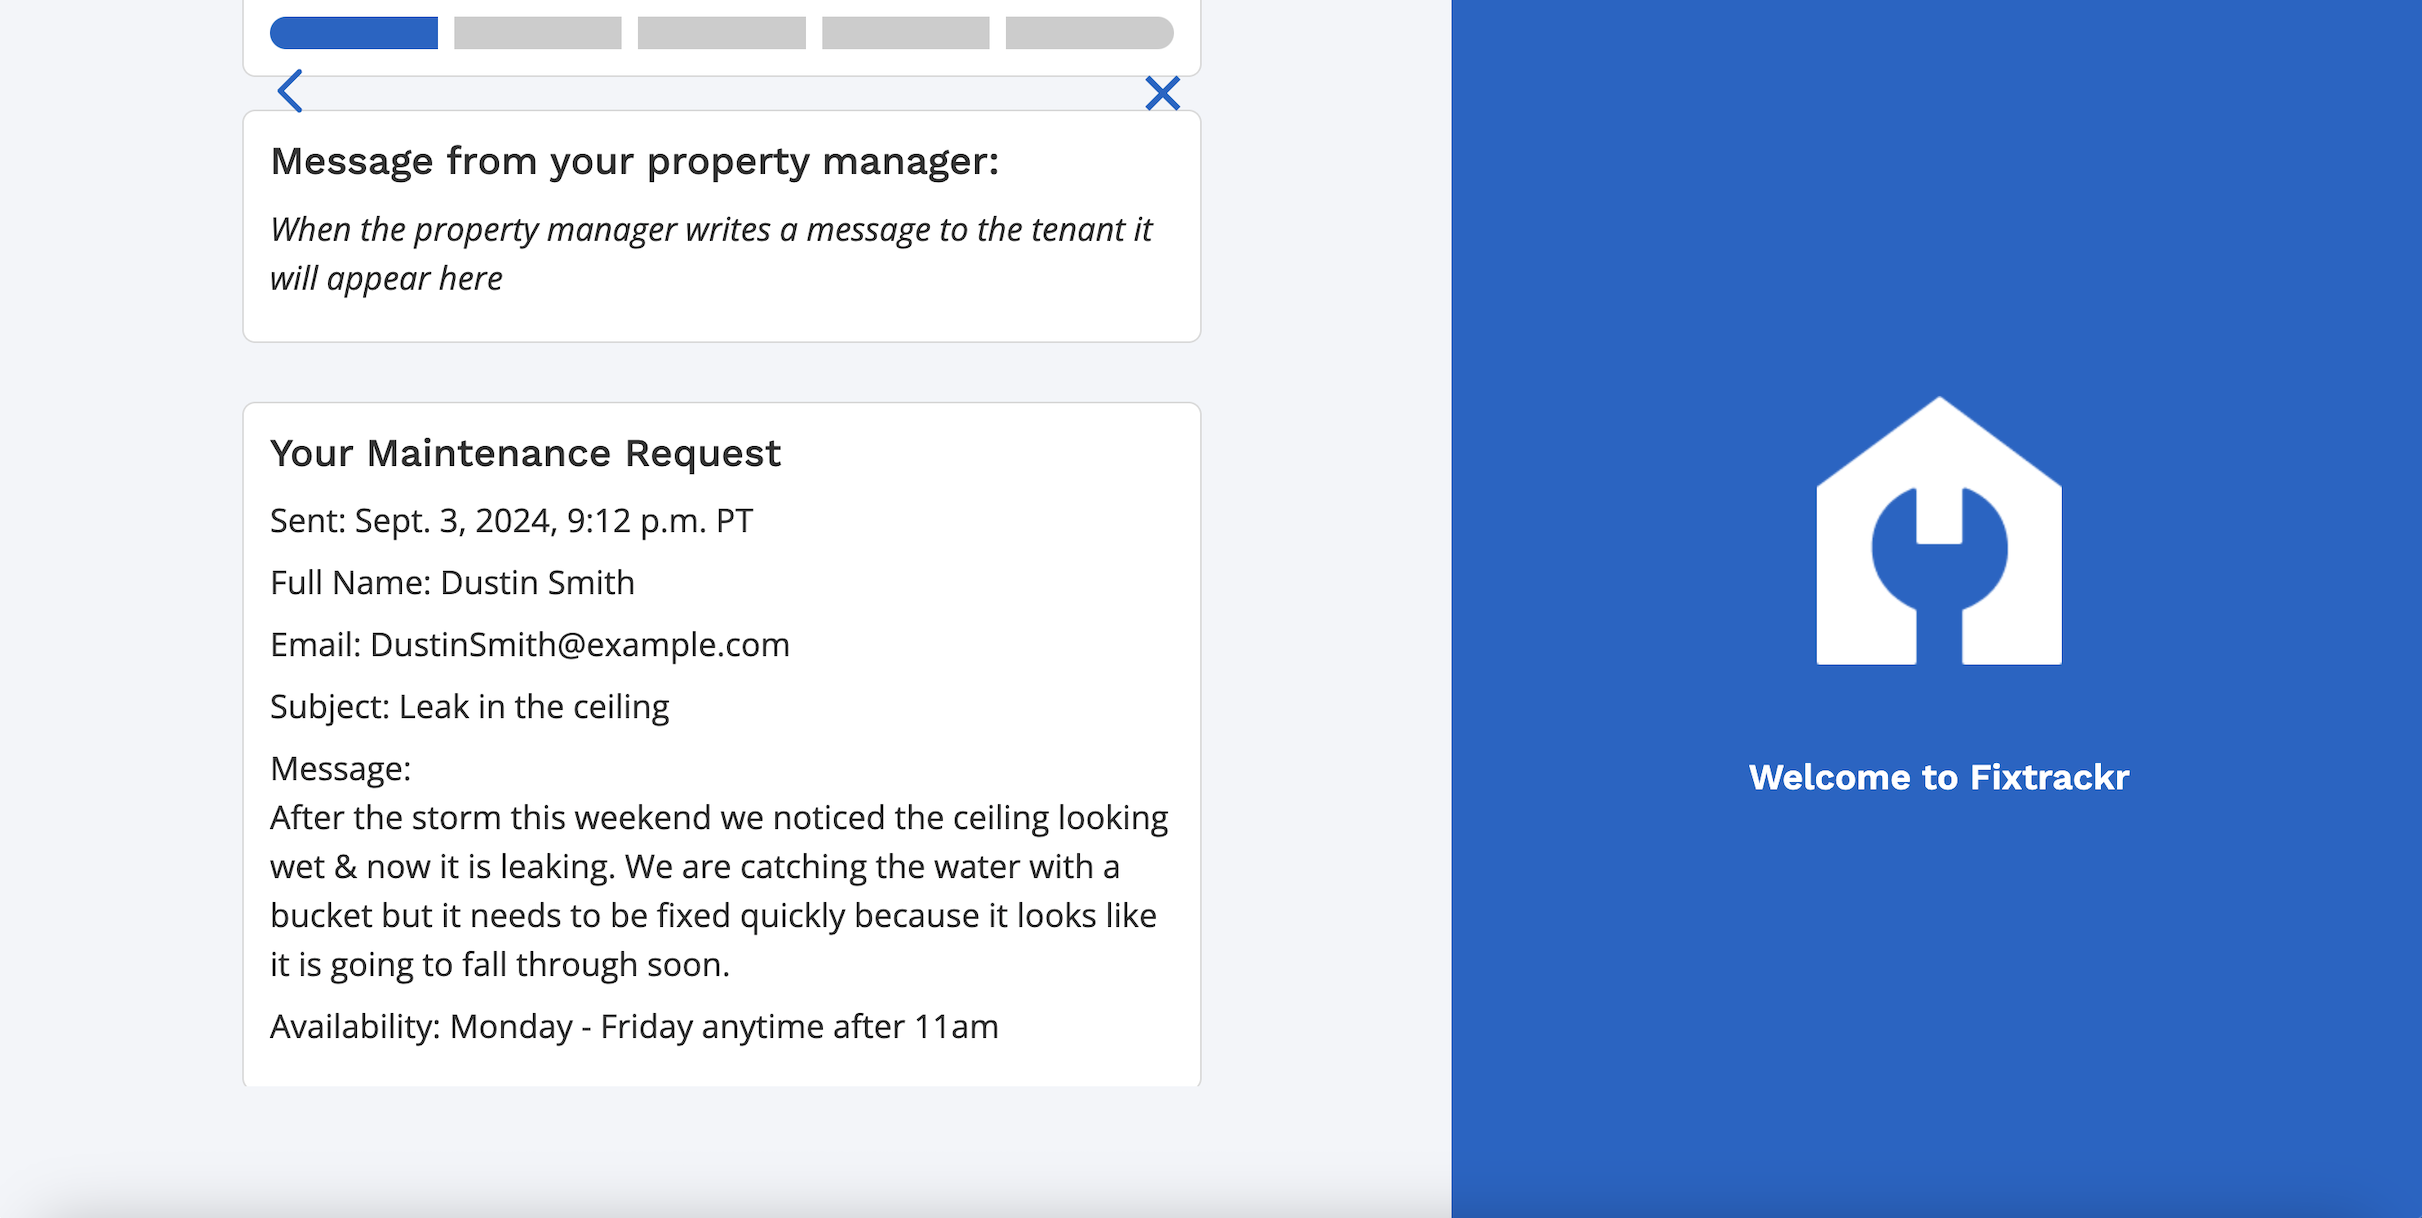 Message from your property manager:
When the property manager writes a message to the tenant it
will appear here
Your Maintenance Request
Sent: Sept. 3, 2024, 9:12 p.m. PT
Full Name: Dustin Smith
Email: DustinSmith@example.com
Subject: Leak in the ceiling
Message:
After the storm this weekend we noticed the ceiling looking
wet & now it is leaking. We are catching the water with a
bucket but it needs to be fixed quickly because it looks like
it is going to fall through soon.
Availability: Monday - Friday anytime after 11am
Welcome to Fixtrackr